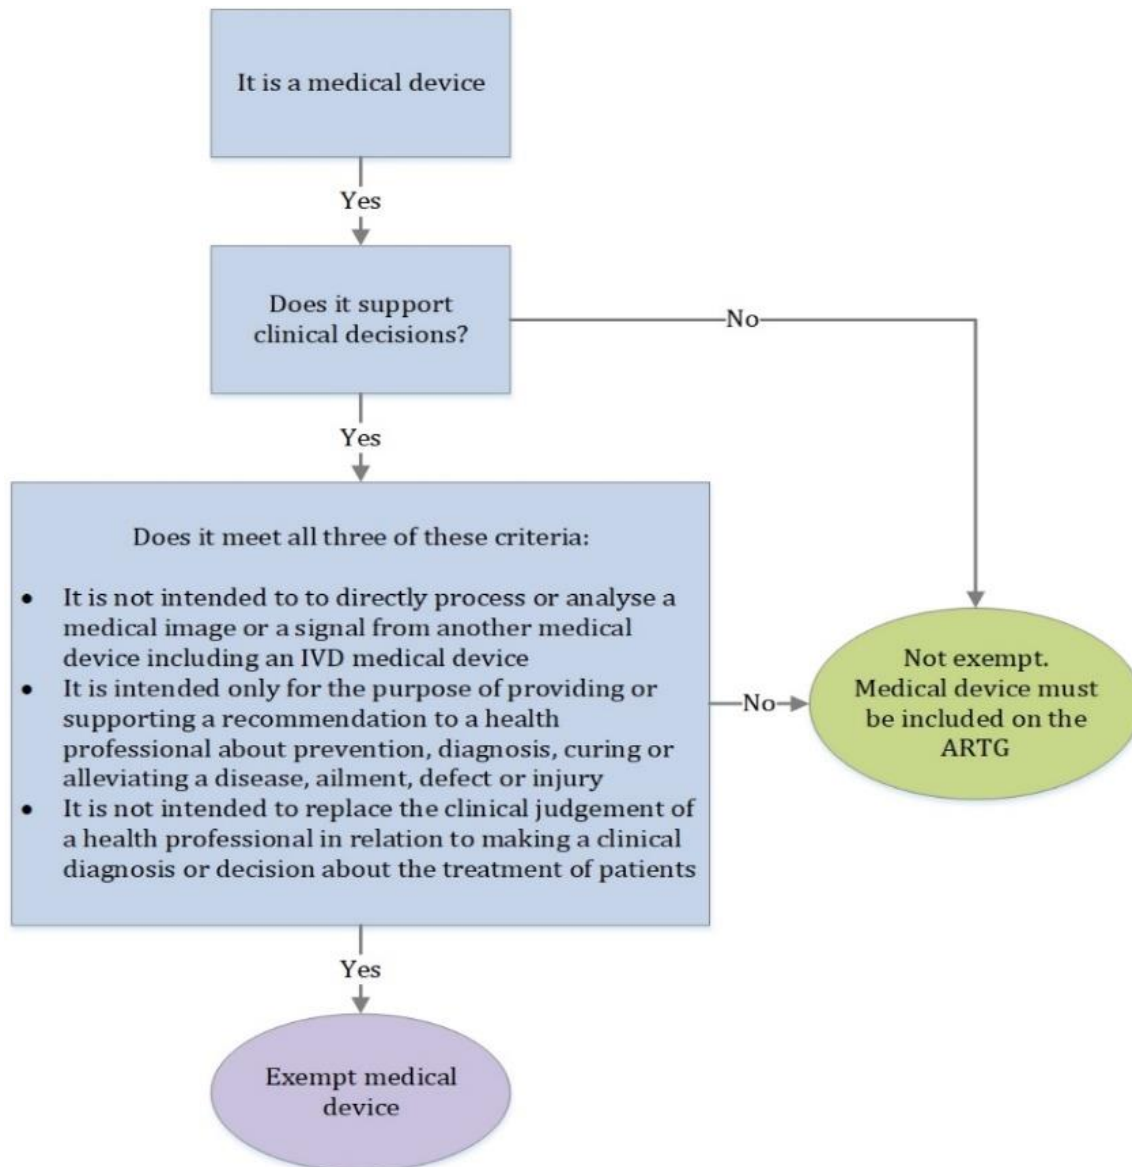 It is a medical device
Yes
Does it support
clinical decisions?
No
Yes
Does it meet all three of these criteria:
• It is not intended to to directly process or analyse a
medical image or a signal from another medical
device including an IVD medical device
• It is intended only for the purpose of providing or
supporting a recommendation to a health
professional about prevention, diagnosis, curing or
alleviating a disease, ailment, defect or injury
• It is not intended to replace the clinical judgement of
a health professional in relation to making a clinical
diagnosis or decision about the treatment of patients
No
Not exempt.
Medical device must
be included on the
ARTG
Yes
Exempt medical
device